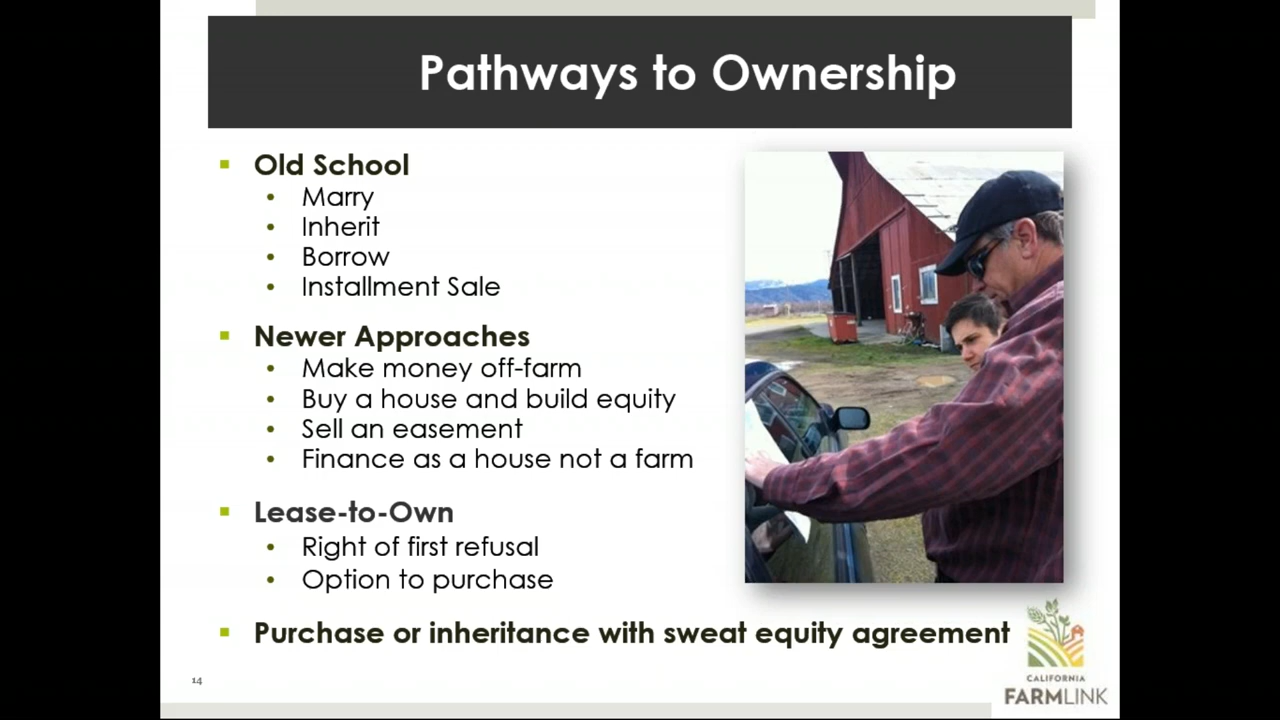 Pathways to Ownership
Old School
Marry
Inherit
Borrow
Installment Sale
Newer Approaches
Make money off-farm
Buy a house and build equity
Sell an easement
Finance as a house not a farm
Lease-to-Own
Right of first refusal
Option to purchase
Purchase or inheritance with sweat equity agreement
14
CALIFORNIA
FARMLINK